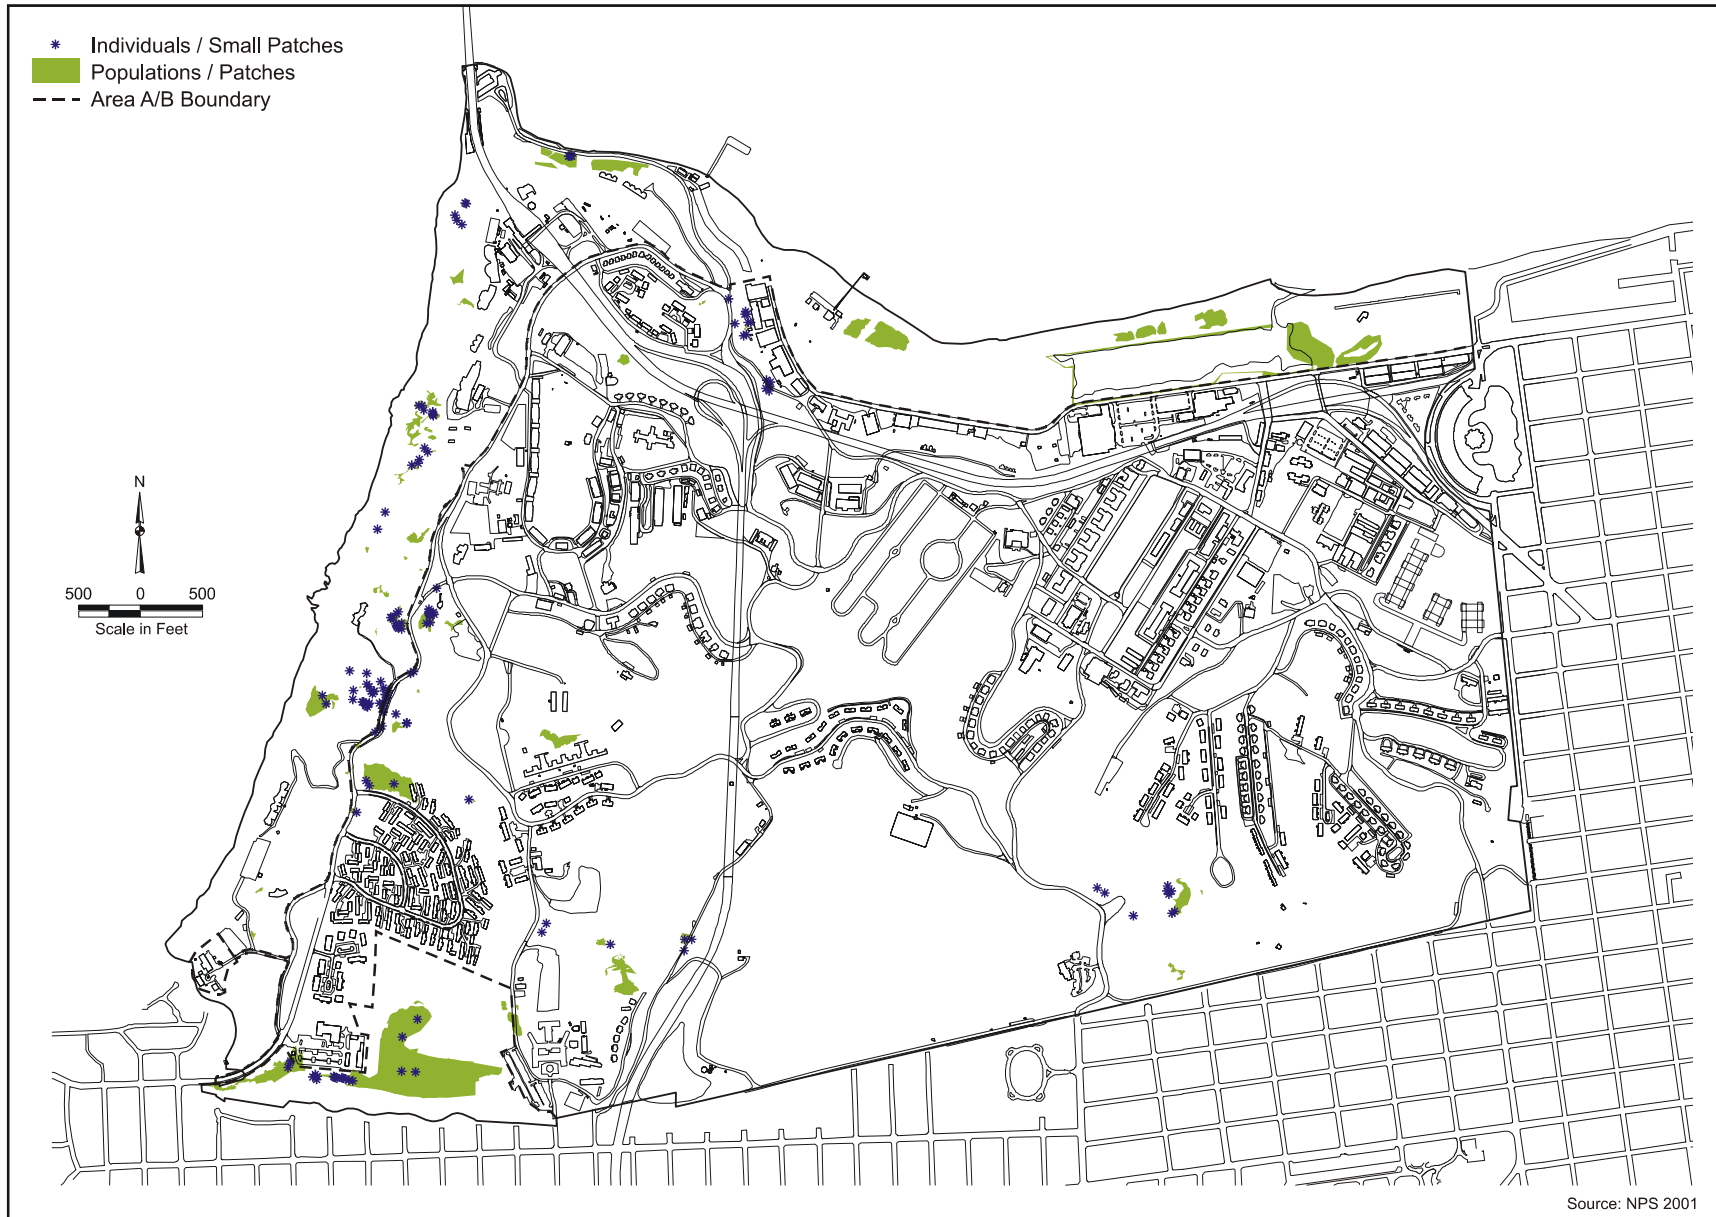 Individuals / Small Patches
Populations / Patches
Area A/B Boundary
N
500 0 500
Scale in Feet
Source: NPS 2001